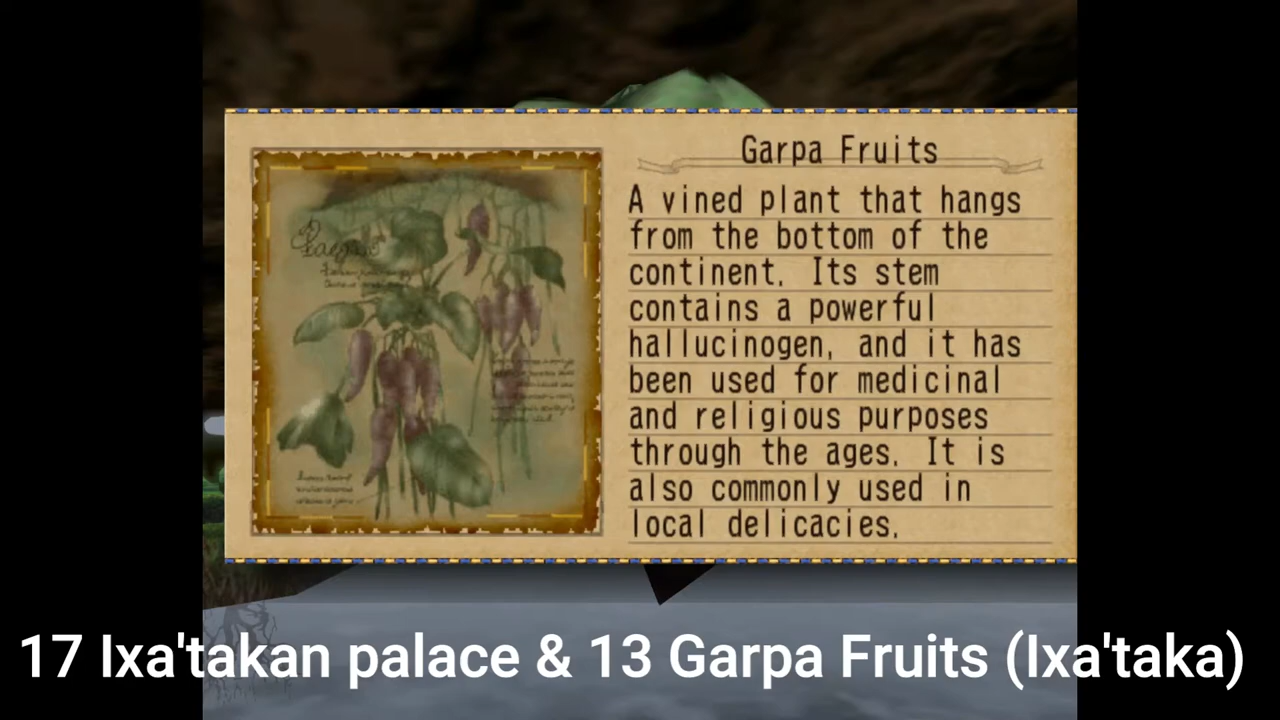 Garpa Fruits
A vined plant that hangs
from the bottom of the
continent. Its stem
contains a powerful
hallucinogen, and it has
been used for medicinal
and religious purposes
through the ages. It is
also commonly used in
local delicacies.
17 Ixa'takan palace & 13 Garpa Fruits (Ixa'taka)